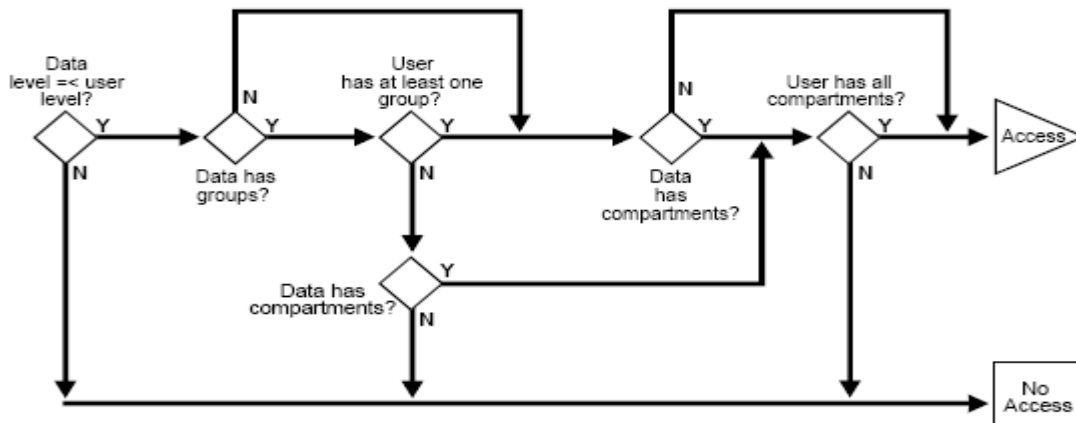 Data
level =< user
level?
Y
N
N
Y
Data has
groups?
User
has at least one
group?
Y
N
Data has
compartments?
Y
N
N
Y
Data
has
compartments?
User has all
compartments?
Y
N
Access
No
Access